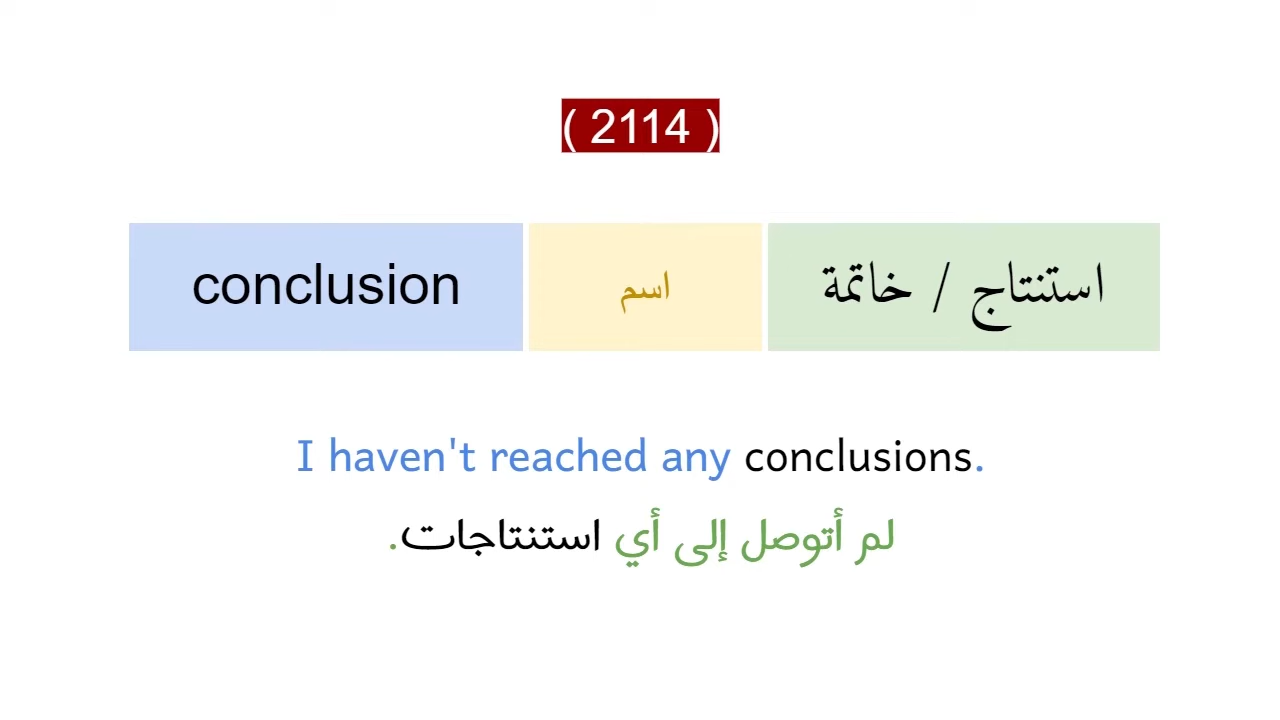 ( 2114 )
conclusion اسم استنتاج / خاتمة
I haven't reached any conclusions.
لم أتوصل إلى أي استنتاجات.